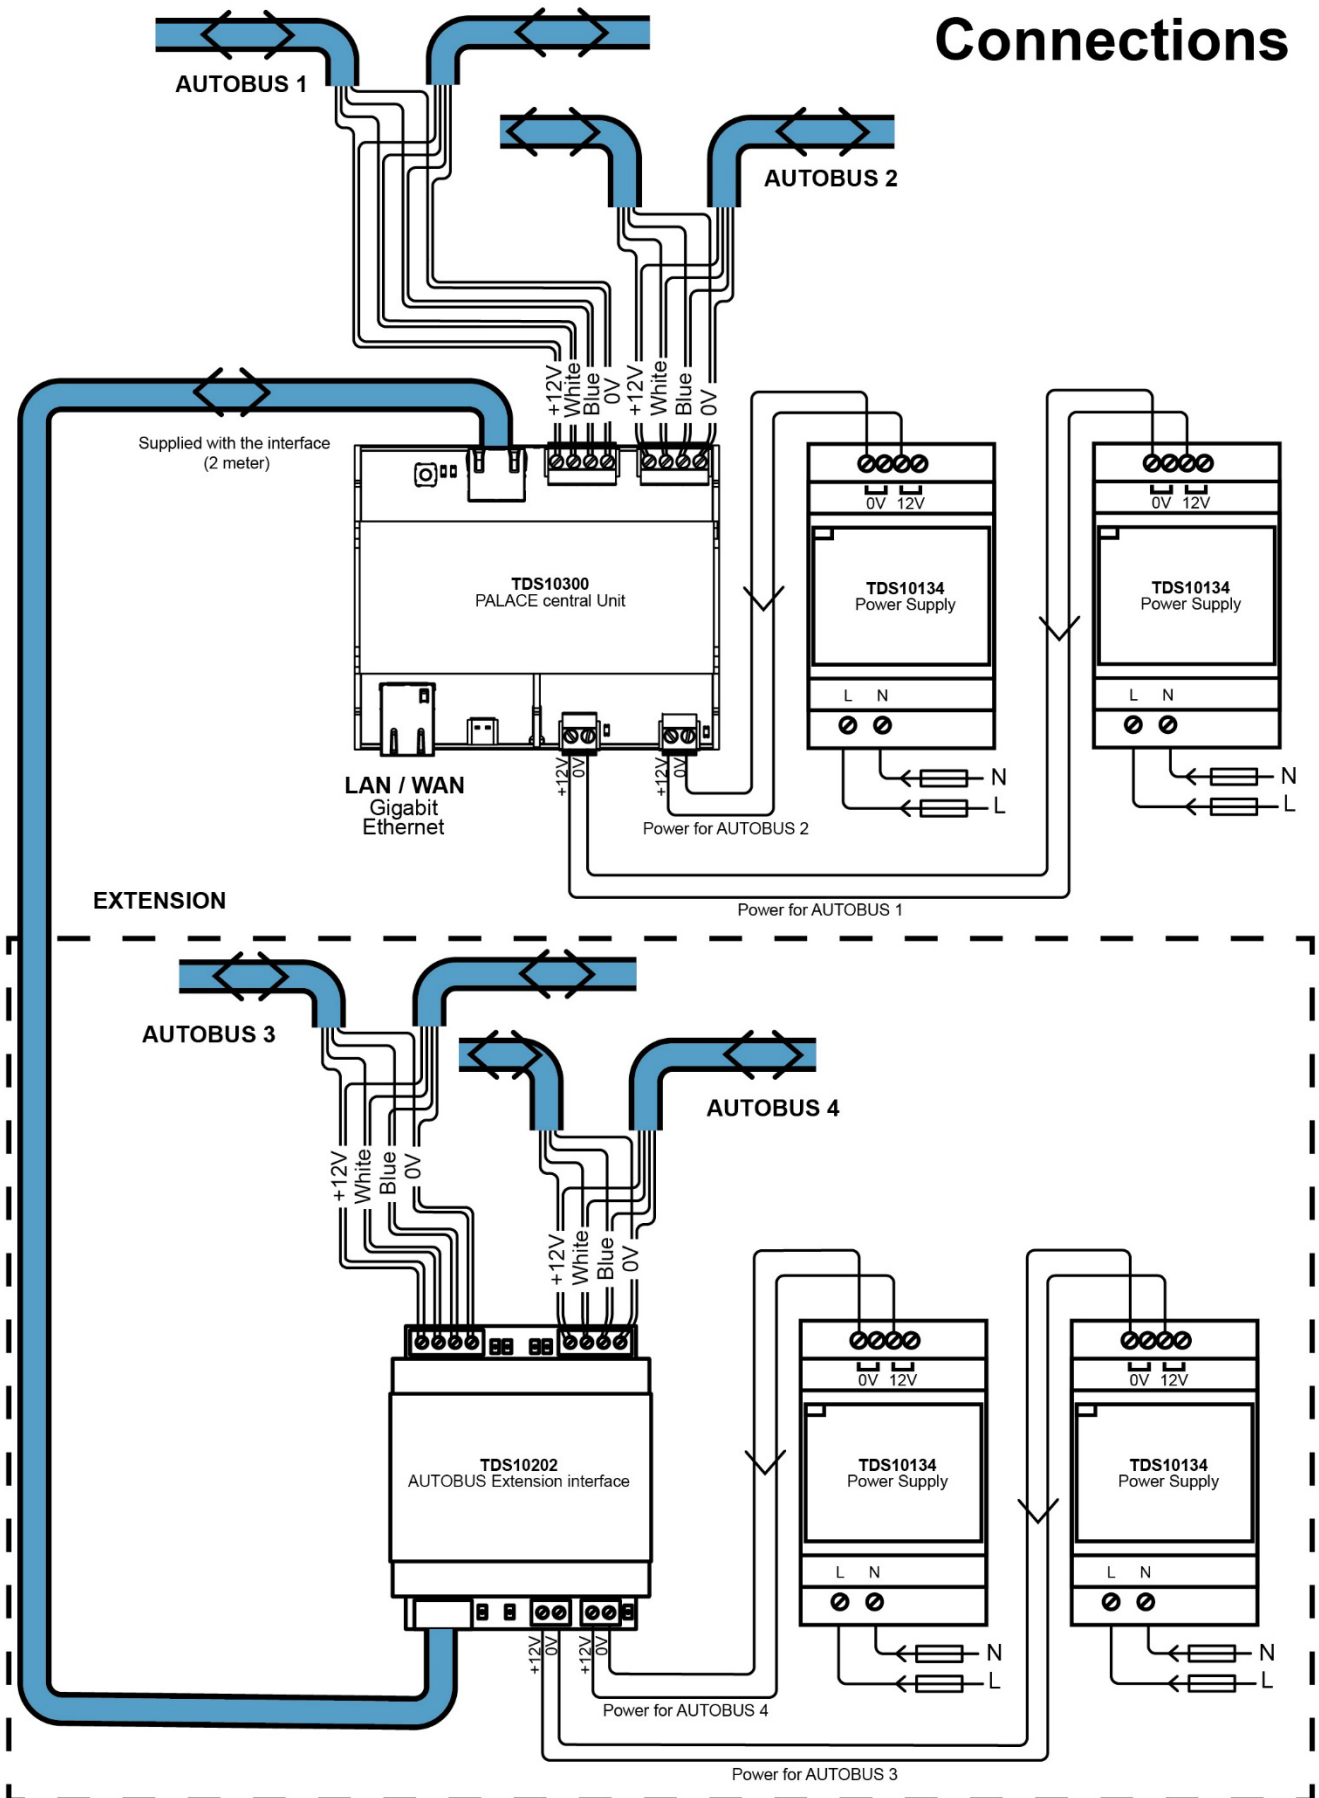 Connections
AUTOBUS 1
AUTOBUS 2
+12V
White
Blue
0V
+12V
White
Blue
0V
Supplied with the interface
(2 meter)
0V 12V
0V 12V
TDS10300
PALACE central Unit
TDS10134
Power Supply
TDS10134
Power Supply
L N
L N
+12V
0V
+12V
0V
N
L
N
L
LAN / WAN
Gigabit
Ethernet
Power for AUTOBUS 2
Power for AUTOBUS 1
EXTENSION
AUTOBUS 3
AUTOBUS 4
+12V
White
Blue
0V
+12V
White
Blue
0V
0V 12V
0V 12V
TDS10202
AUTOBUS Extension interface
TDS10134
Power Supply
TDS10134
Power Supply
L N
L N
+12V
0V
+12V
0V
N
L
N
L
Power for AUTOBUS 4
Power for AUTOBUS 3